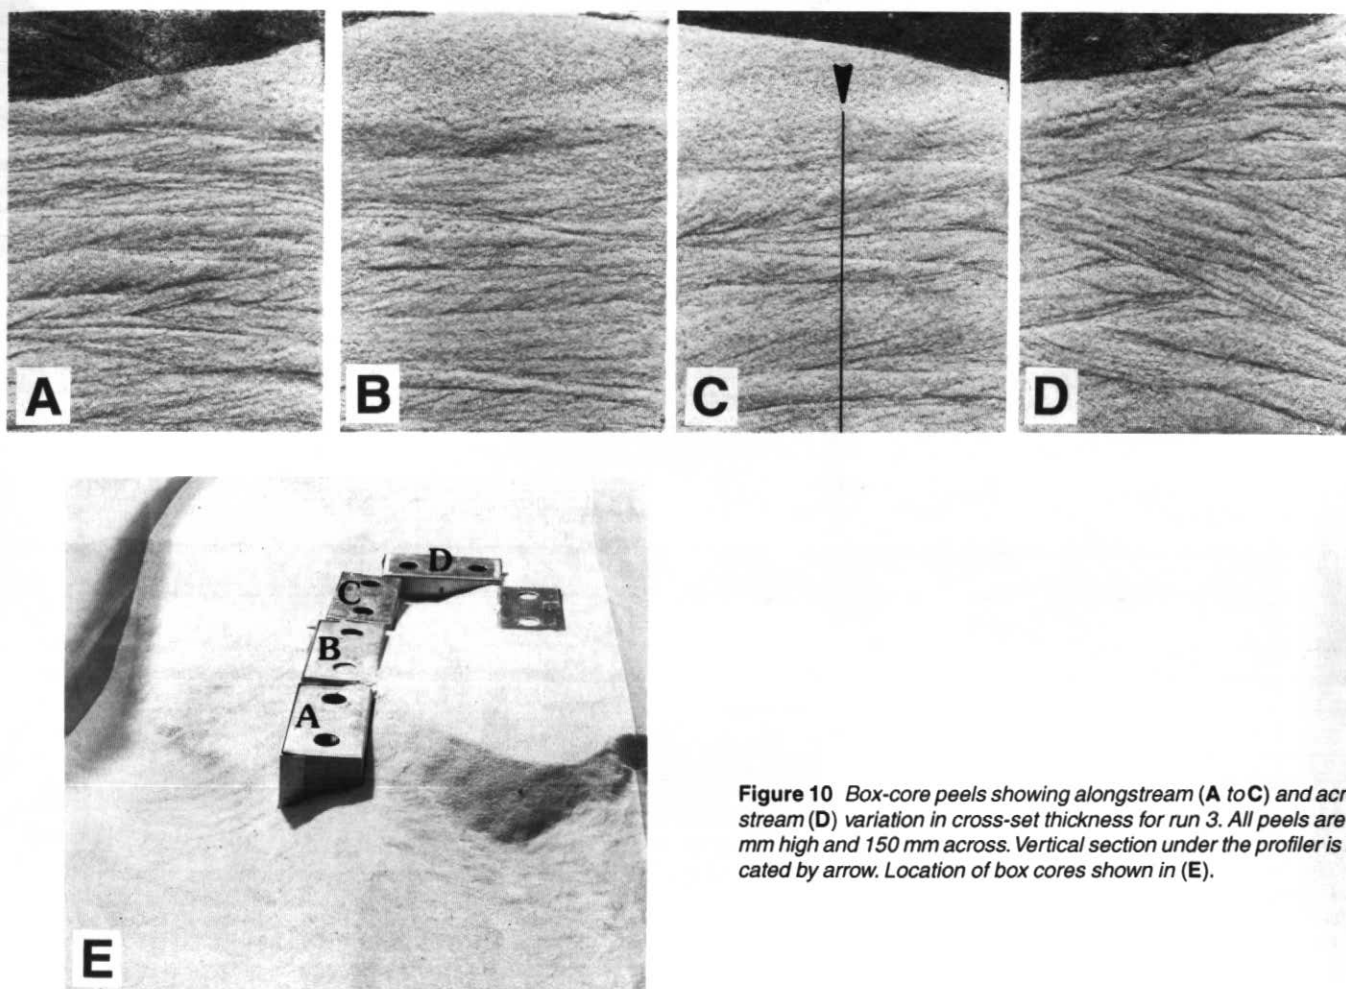 A
B
C
D
A
B
C
D
E
Figure 10 Box-core peels showing alongstream (A to C) and acr
stream (D) variation in cross-set thickness for run 3. All peels are
mm high and 150 mm across. Vertical section under the profiler is
cated by arrow. Location of box cores shown in (E).